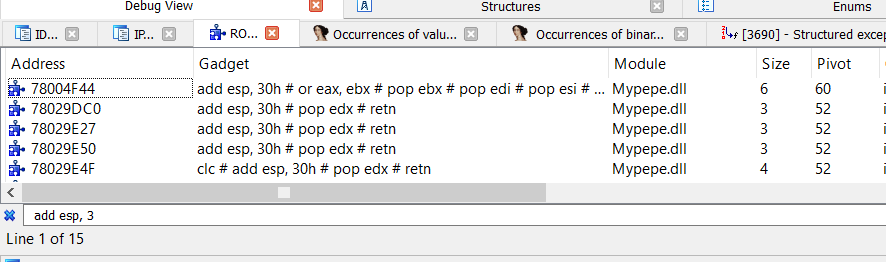 Debug View Structures Enums
ID... IP... RO... Occurrences of valu... Occurrences of binar... [3690] - Structured excep
Address Gadget Module Size Pivot
78004F44 add esp, 30h # or eax, ebx # pop ebx # pop edi # pop esi # ... Mypepe.dll 6 60
78029DC0 add esp, 30h # pop edx # retn Mypepe.dll 3 52
78029E27 add esp, 30h # pop edx # retn Mypepe.dll 3 52
78029E50 add esp, 30h # pop edx # retn Mypepe.dll 3 52
78029E4F clc # add esp, 30h # pop edx # retn Mypepe.dll 4 52
add esp, 3
Line 1 of 15